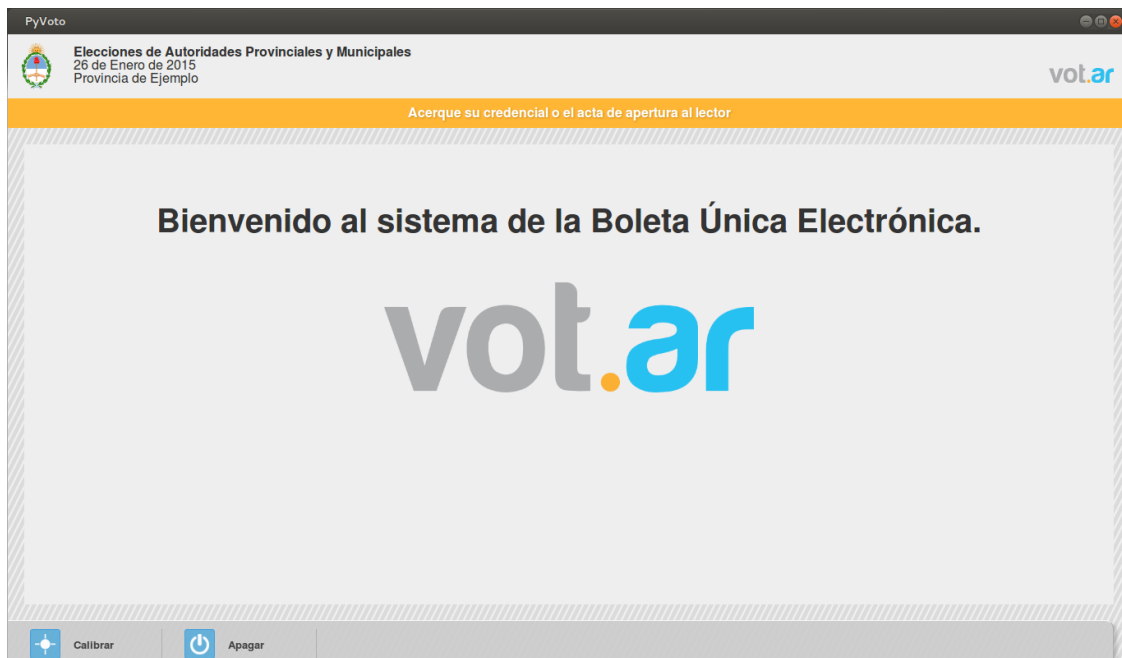 PyVoto
Elecciones de Autoridades Provinciales y Municipales
26 de Enero de 2015
Provincia de Ejemplo
vot.ar
Acerque su credencial o el acta de apertura al lector
Bienvenido al sistema de la Boleta Única Electrónica.
vot.ar
Calibrar
Apagar